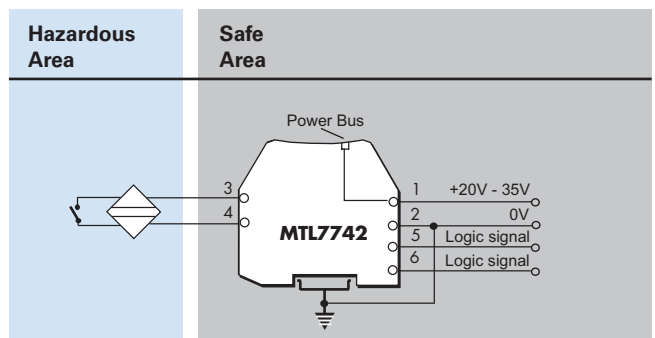 Hazardous
Area
Safe
Area
Power Bus
3
4
MTL7742
1 +20V - 35V
2 0V
5 Logic signal
6 Logic signal